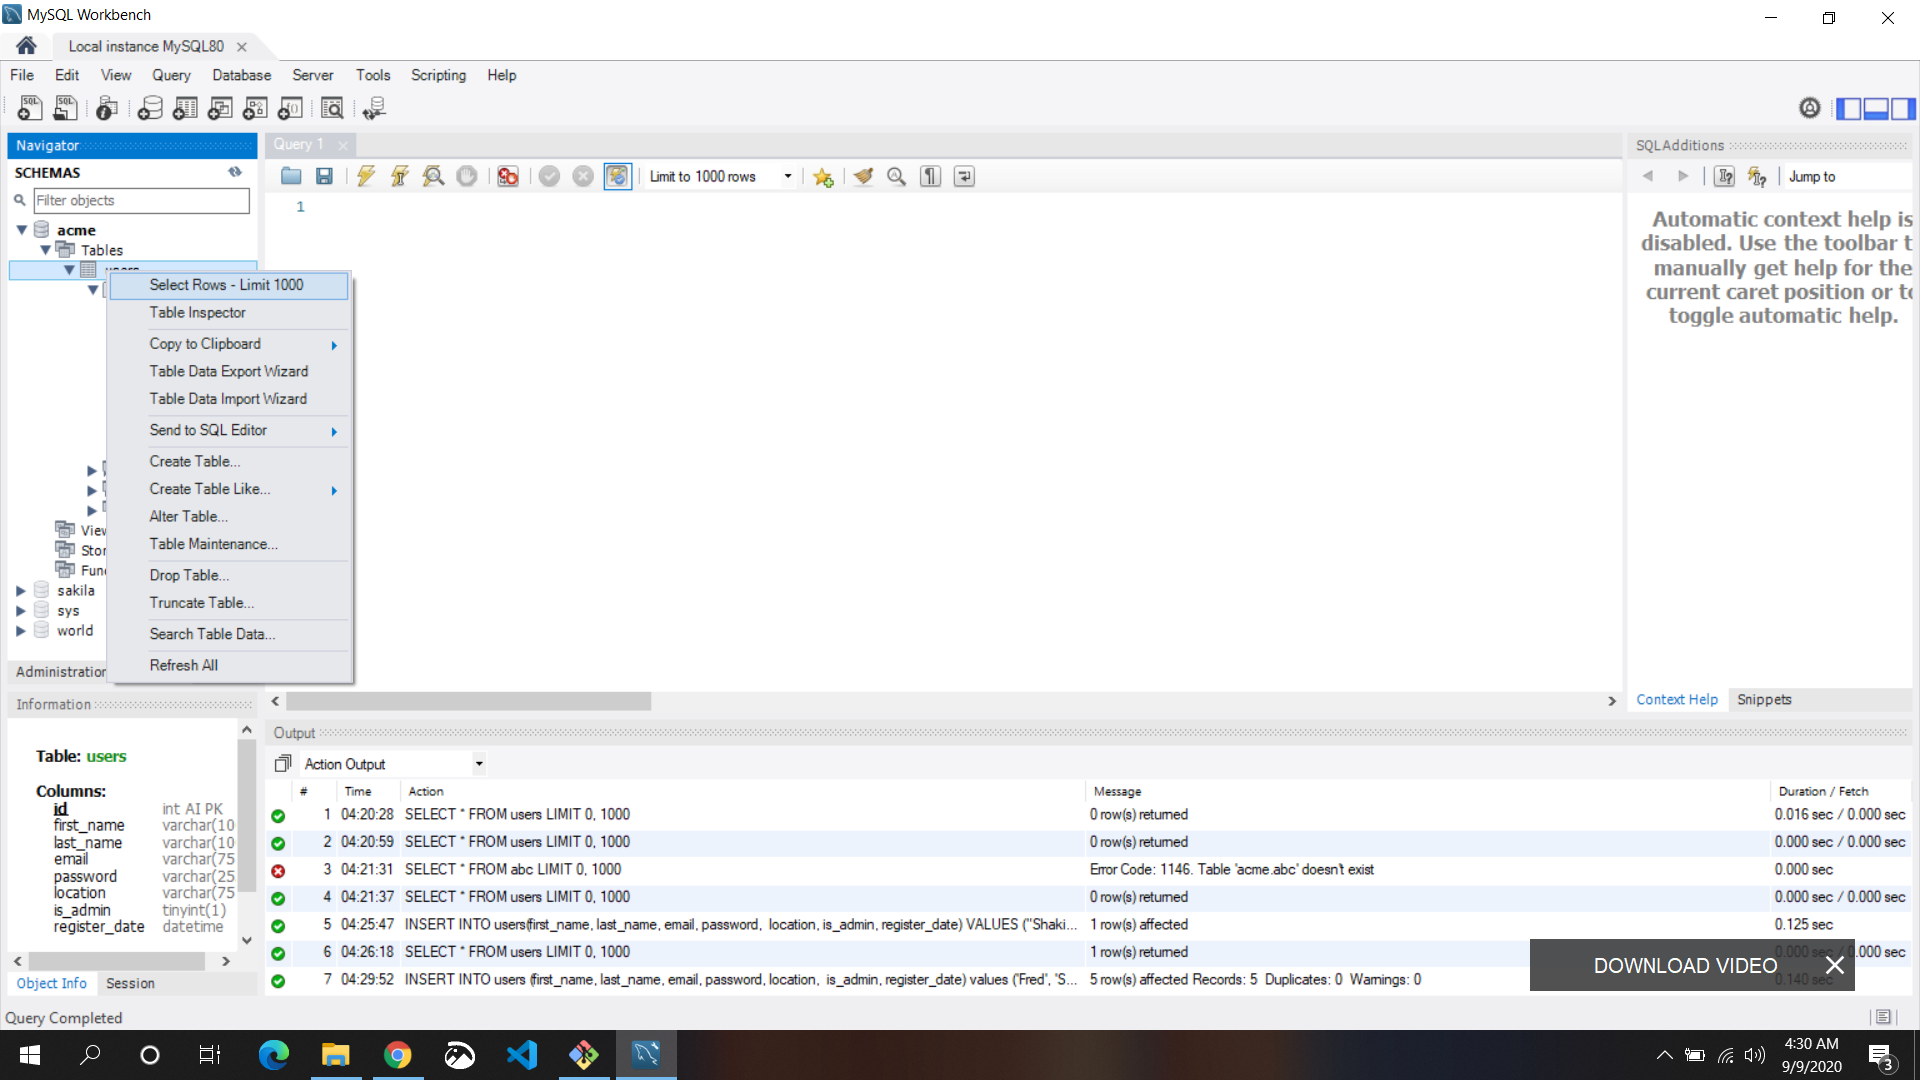 MySQL Workbench
Local instance MySQL80
File Edit View Query Database Server Tools Scripting Help
Navigator
SCHEMAS
Filter objects
acme
Tables
Select Rows - Limit 1000
Table Inspector
Copy to Clipboard
Table Data Export Wizard
Table Data Import Wizard
Send to SQL Editor
Create Table...
Create Table Like...
Alter Table...
Table Maintenance...
Drop Table...
Truncate Table...
Search Table Data...
Refresh All
View
Stor
Func
sakila
sys
world
Administration
Query 1
Limit to 1000 rows
1
SQLAdditions
Jump to
Automatic context help is
disabled. Use the toolbar t
manually get help for the
current caret position or to
toggle automatic help.
Context Help Snippets
Information
Table: users
Columns:
id int AI PK
first_name varchar(10
last_name varchar(10
email varchar(75
password varchar(25
location varchar(75
is_admin tinyint(1)
register_date datetime
Object Info Session
Output
Action Output
# Time Action Message Duration / Fetch
1 04:20:28 SELECT * FROM users LIMIT 0, 1000 0 row(s) returned 0.016 sec / 0.000 sec
2 04:20:59 SELECT * FROM users LIMIT 0, 1000 0 row(s) returned 0.000 sec / 0.000 sec
3 04:21:31 SELECT * FROM abc LIMIT 0, 1000 Error Code: 1146. Table 'acme.abc' doesn't exist 0.000 sec
4 04:21:37 SELECT * FROM users LIMIT 0, 1000 0 row(s) returned 0.000 sec / 0.000 sec
5 04:25:47 INSERT INTO users(first_name, last_name, email, password, location, is_admin, register_date) VALUES ("Shaki... 1 row(s) affected 0.125 sec
6 04:26:18 SELECT * FROM users LIMIT 0, 1000 1 row(s) returned 0.000 sec / 0.000 sec
7 04:29:52 INSERT INTO users (first_name, last_name, email, password, location, is_admin, register_date) values ('Fred', 'S... 5 row(s) affected Records: 5 Duplicates: 0 Warnings: 0 0.140 sec
DOWNLOAD VIDEO
Query Completed
4:30 AM
9/9/2020
3